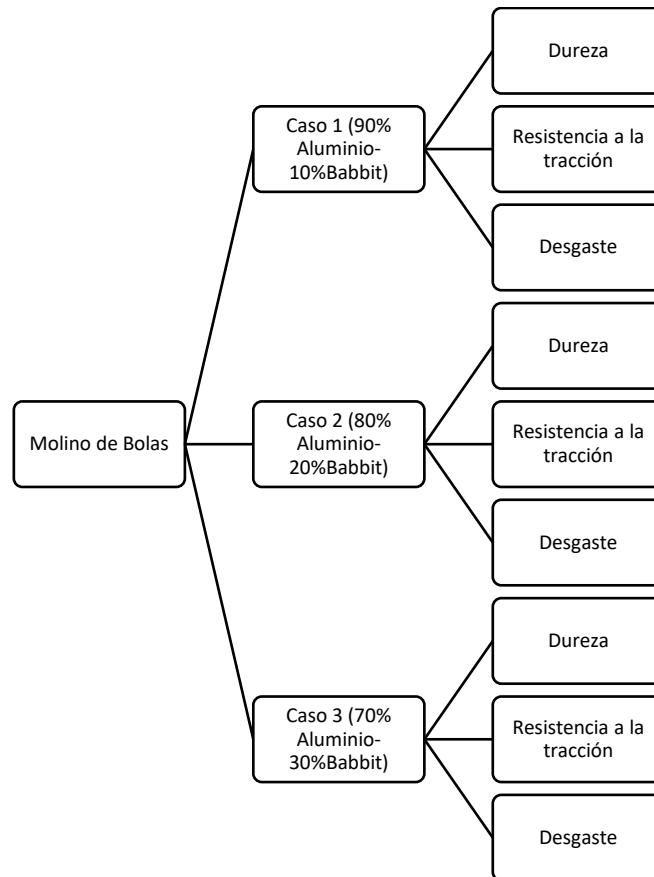 Molino de Bolas
Caso 1 (90%
Aluminio-
10%Babbit)
Dureza
Resistencia a la
tracción
Desgaste
Caso 2 (80%
Aluminio-
20%Babbit)
Dureza
Resistencia a la
tracción
Desgaste
Caso 3 (70%
Aluminio-
30%Babbit)
Dureza
Resistencia a la
tracción
Desgaste